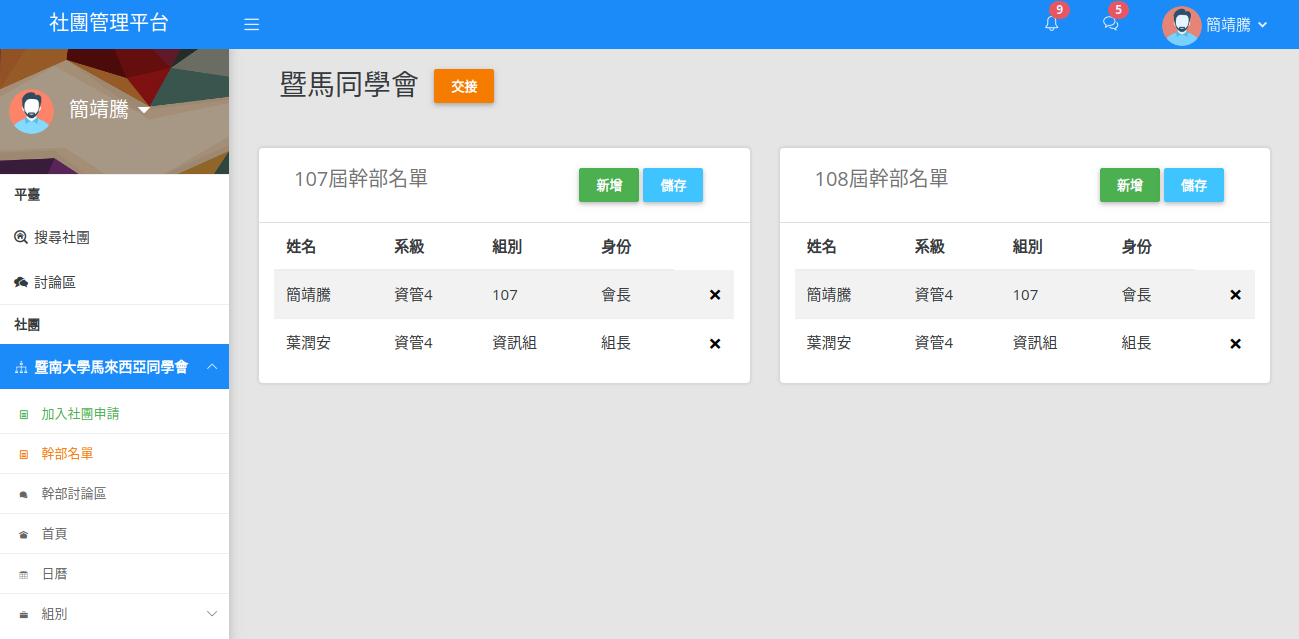 社團管理平台
9
5
簡靖騰
簡靖騰
平臺
搜尋社團
討論區
社團
暨南大學馬來西亞同學會
加入社團申請
幹部名單
幹部討論區
首頁
日曆
組別
暨馬同學會 交接
107屆幹部名單 新增 儲存
姓名 系級 組別 身份
簡靖騰 資管4 107 會長
葉潤安 資管4 資訊組 組長
108屆幹部名單 新增 儲存
姓名 系級 組別 身份
簡靖騰 資管4 107 會長
葉潤安 資管4 資訊組 組長